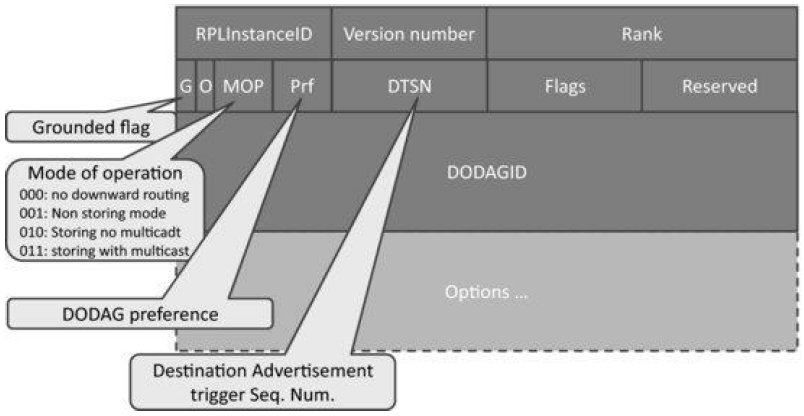 RPLInstanceID Version number Rank
G O MOP Prf DTSN Flags Reserved
Grounded flag
Mode of operation
000: no downward routing
001: Non storing mode
010: Storing no multicadt
011: storing with multicast
DODAGID
Options ...
DODAG preference
Destination Advertisement
trigger Seq. Num.